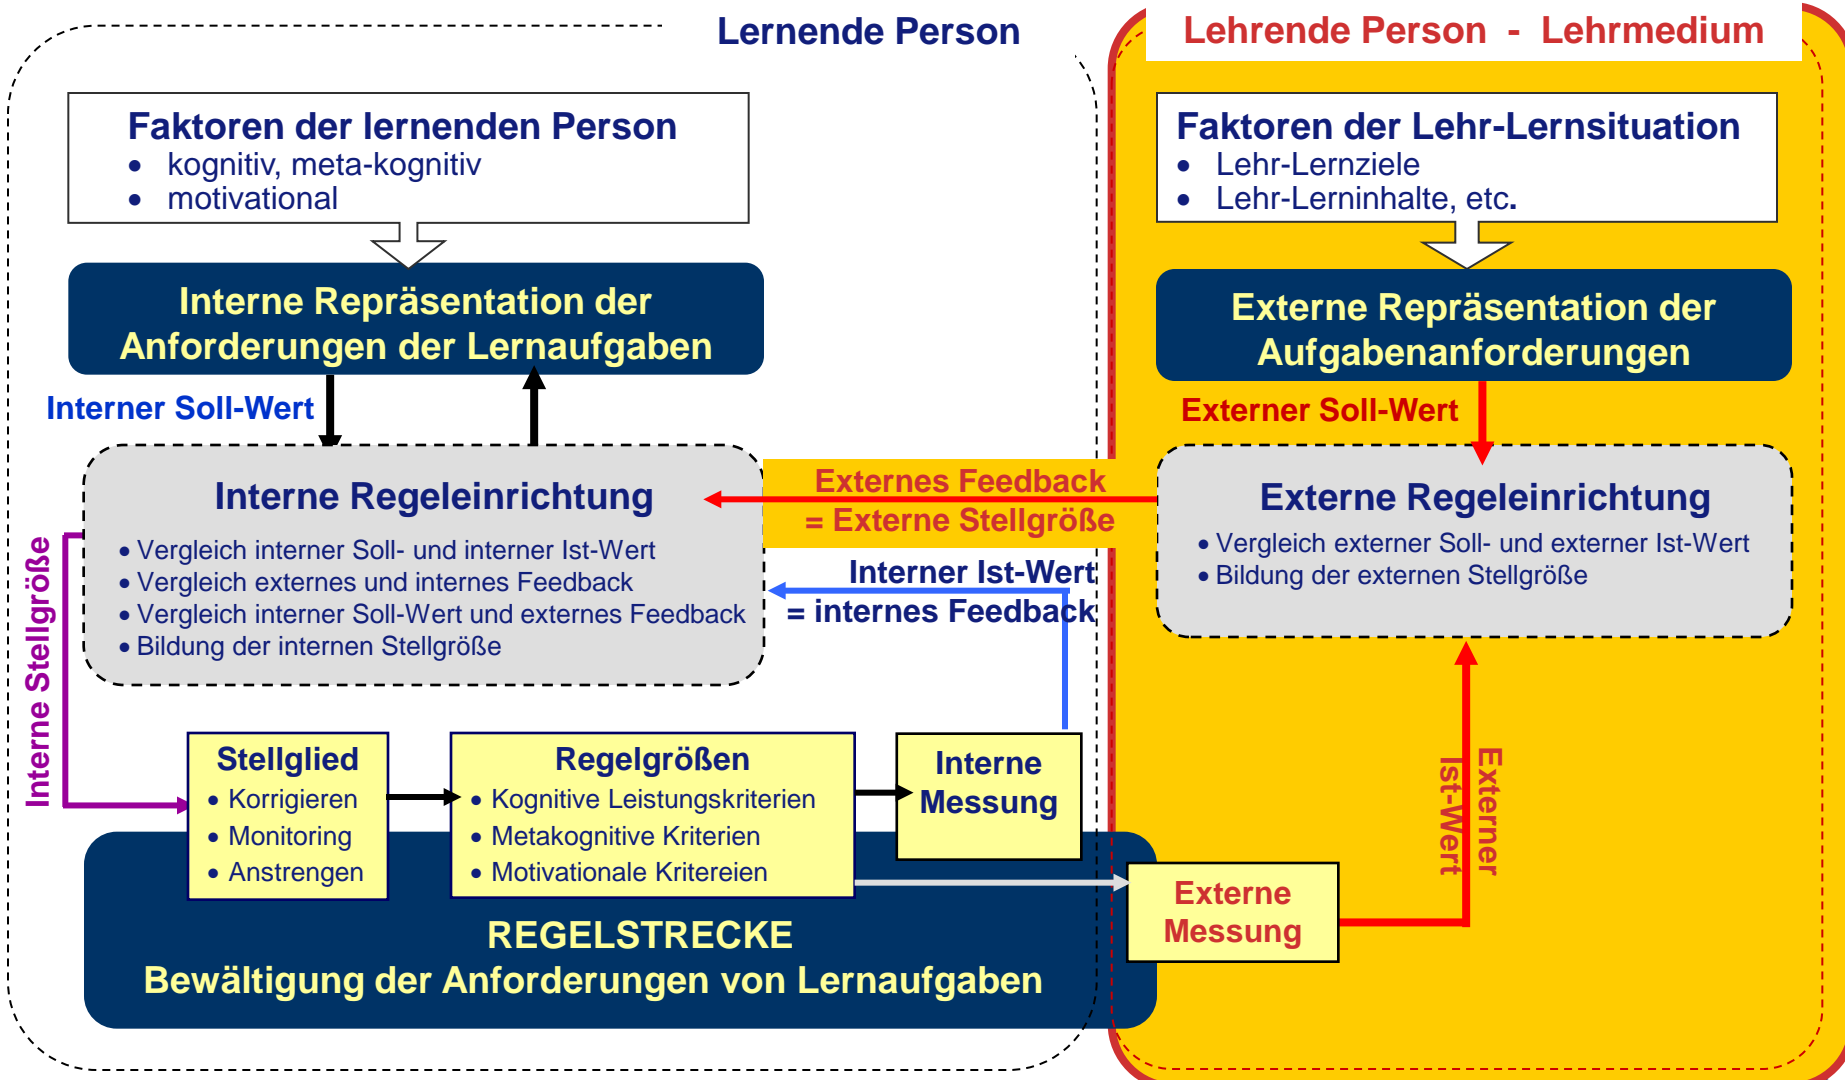 Lernende Person
Faktoren der lernenden Person
• kognitiv, meta-kognitiv
• motivational
Interne Repräsentation der
Anforderungen der Lernaufgaben
Interner Soll-Wert
Interne Regeleinrichtung
• Vergleich interner Soll- und interner Ist-Wert
• Vergleich externes und internes Feedback
• Vergleich interner Soll-Wert und externes Feedback
• Bildung der internen Stellgröße
Interne Stellgröße
Externes Feedback
= Externe Stellgröße
Interner Ist-Wert
= internes Feedback
Stellglied
• Korrigieren
• Monitoring
• Anstrengen
Regelgrößen
• Kognitive Leistungskriterien
• Metakognitive Kriterien
• Motivationale Kritereien
Interne
Messung
REGELSTRECKE
Bewältigung der Anforderungen von Lernaufgaben
Lehrende Person - Lehrmedium
Faktoren der Lehr-Lernsituation
• Lehr-Lernziele
• Lehr-Lerninhalte, etc.
Externe Repräsentation der
Aufgabenanforderungen
Externer Soll-Wert
Externe Regeleinrichtung
• Vergleich externer Soll- und externer Ist-Wert
• Bildung der externen Stellgröße
Externer
Ist-Wert
Externe
Messung